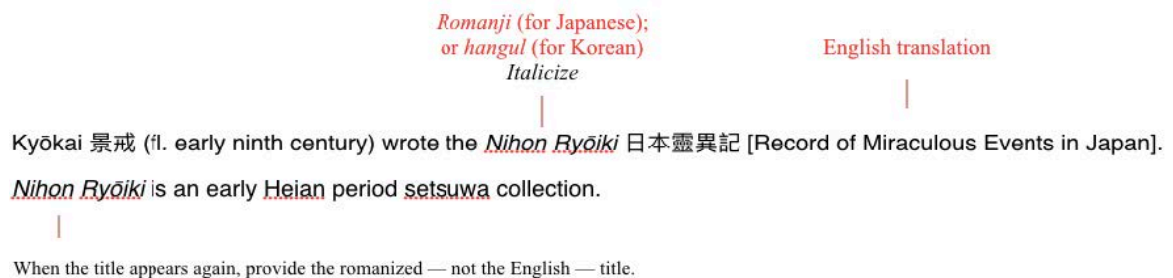 Romanji (for Japanese);
or hangul (for Korean)
English translation
Italicize
Kyōkai 景戒 (fl. early ninth century) wrote the Nihon Ryōiki 日本靈異記 [Record of Miraculous Events in Japan].
Nihon Ryōiki is an early Heian period setsuwa collection.
When the title appears again, provide the romanized — not the English — title.